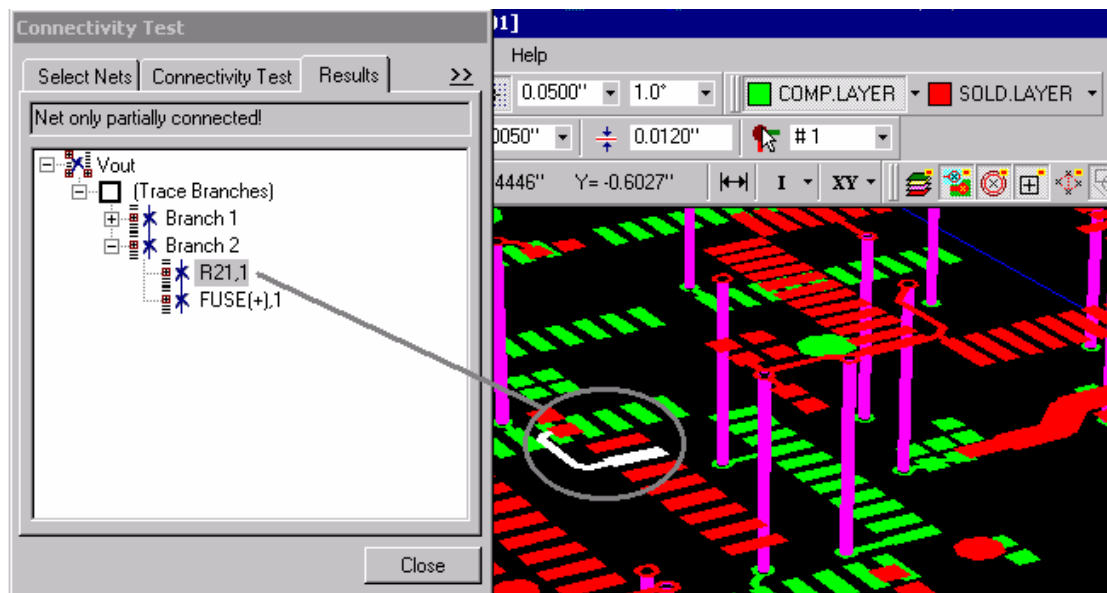 Connectivity Test
Select Nets Connectivity Test Results >>
Net only partially connected!
Vout
(Trace Branches)
Branch 1
Branch 2
R21,1
FUSE(+),1
Close
01]
Help
0.0500" 1.0° COMP.LAYER SOLD.LAYER
0050" 0.0120" #1
4446" Y= -0.6027" I XY